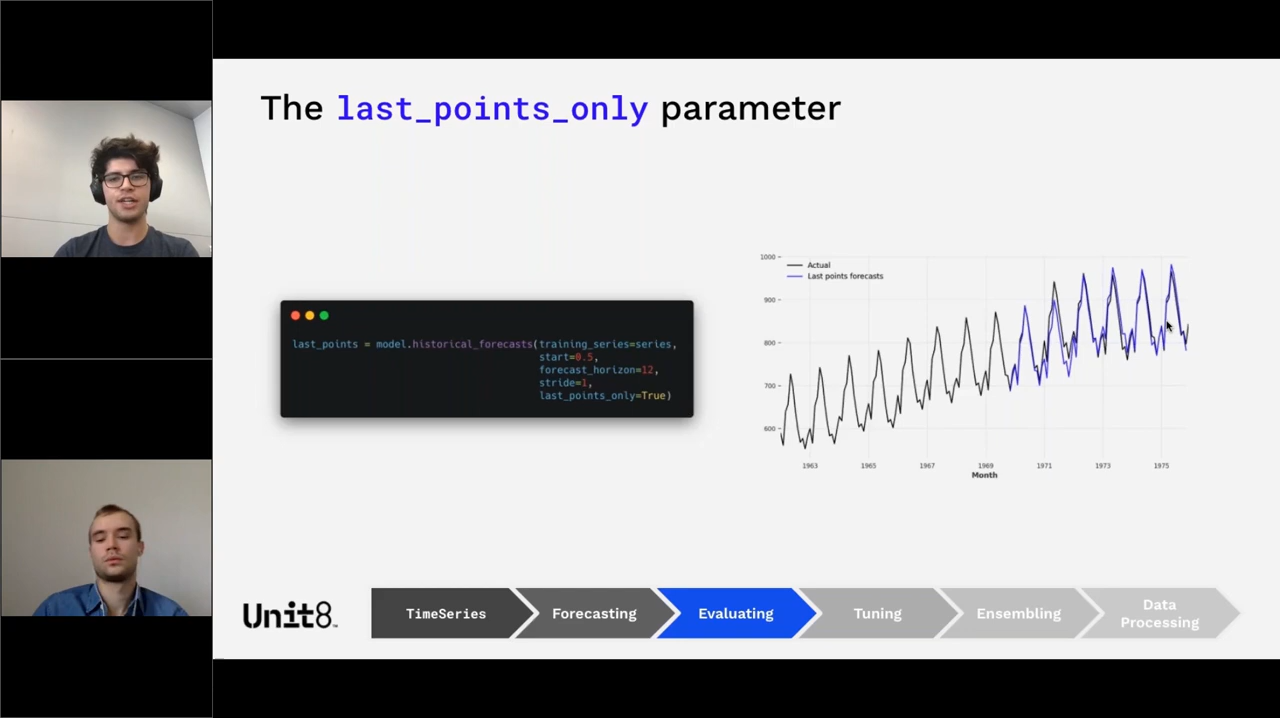 The last_points_only parameter
last_points = model.historical_forecasts(training_series=series,
start=0.5,
forecast_horizon=12,
stride=1,
last_points_only=True)
Actual
Last points forecasts
1000
900
800
700
600
1963
1965
1967
1969
1971
1973
1975
Month
Unit8
TimeSeries
Forecasting
Evaluating
Tuning
Ensembling
Data
Processing